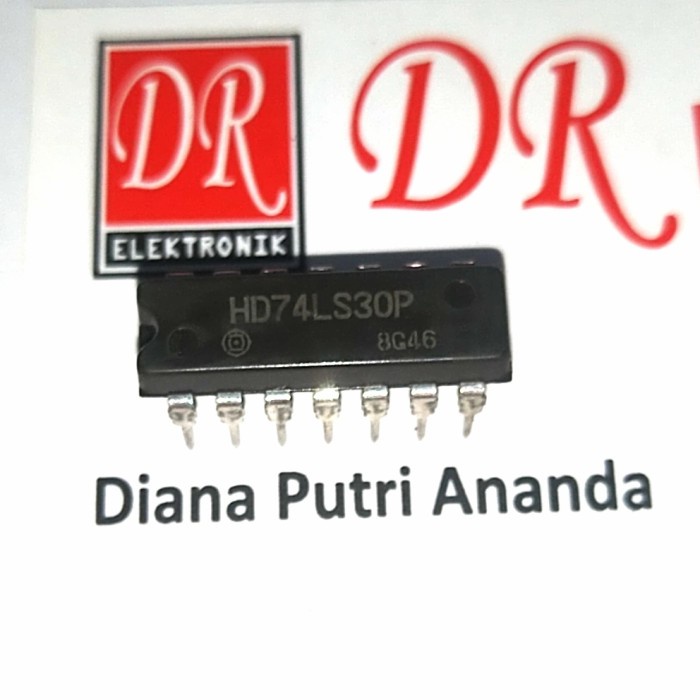 DR
ELEKTRONIK
DR
HD74LS30P
8G46
Diana Putri Ananda